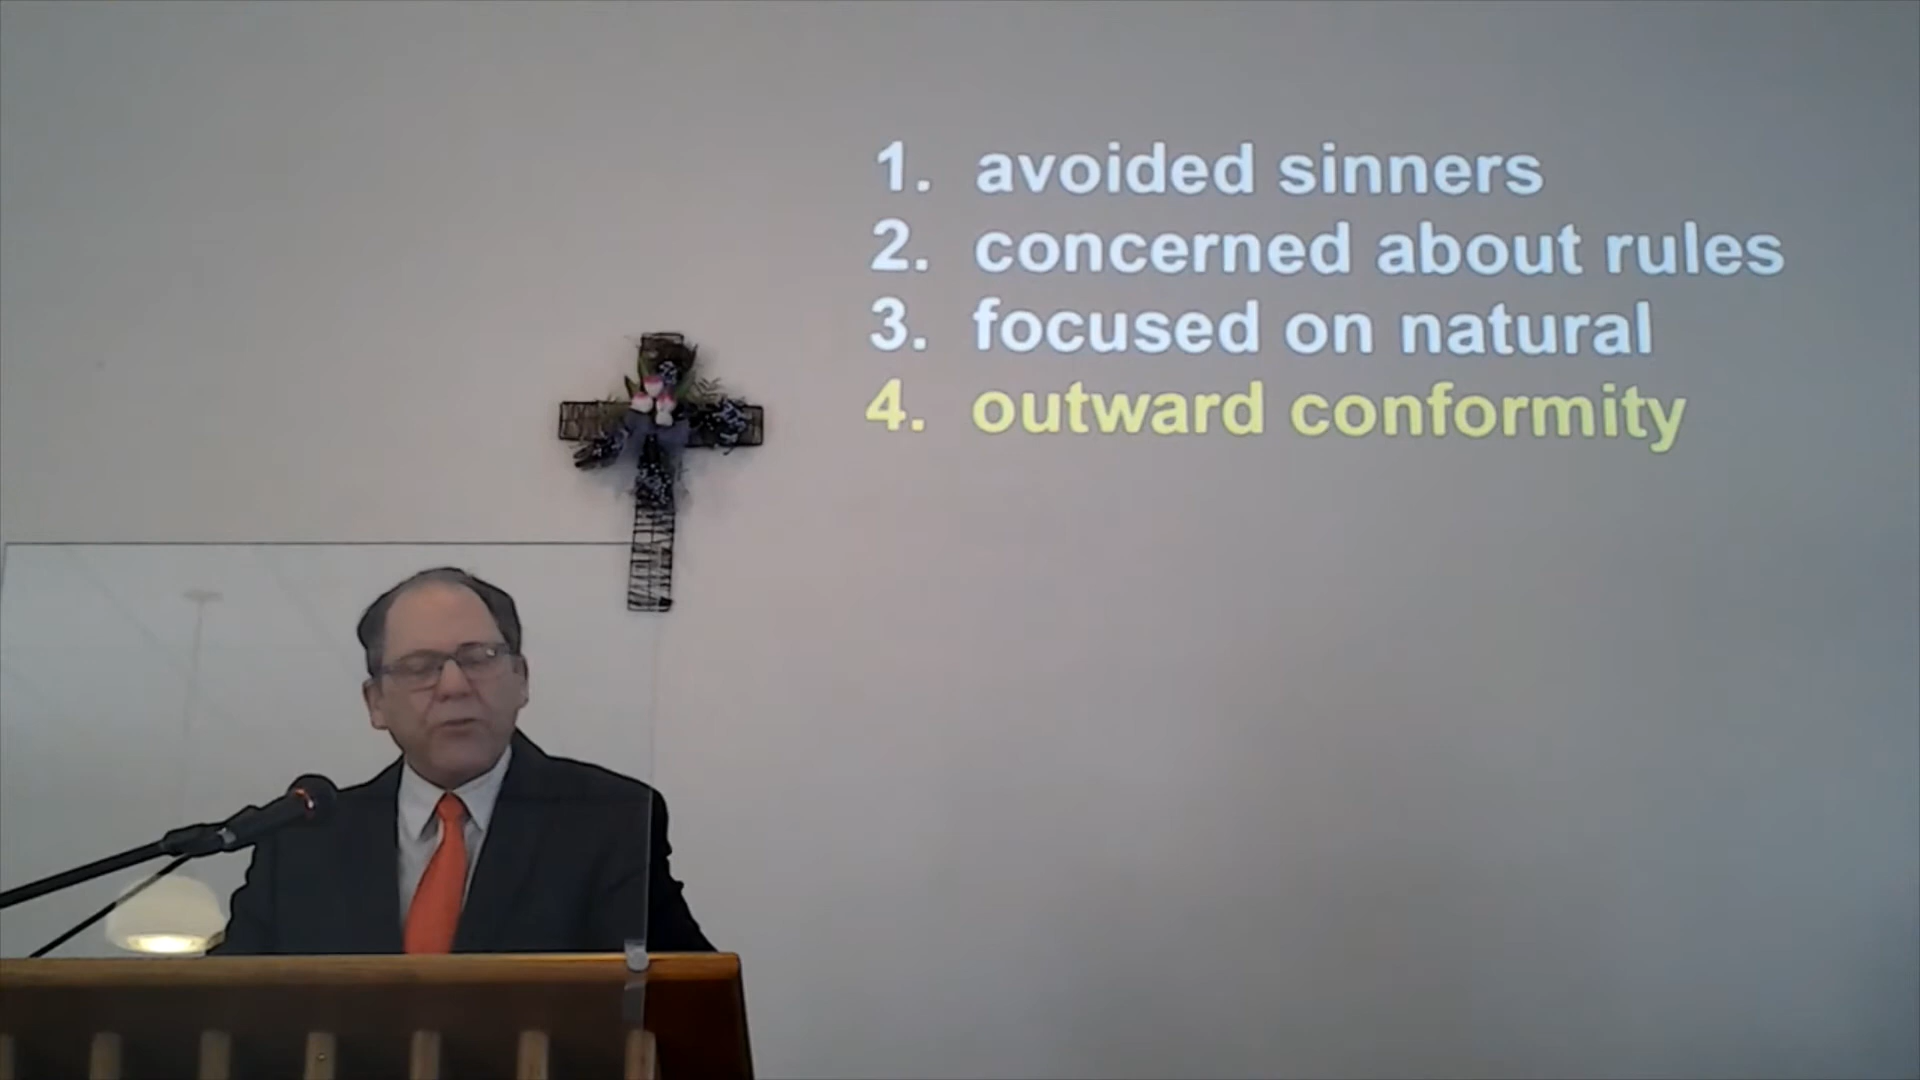 1. avoided sinners
2. concerned about rules
3. focused on natural
4. outward conformity